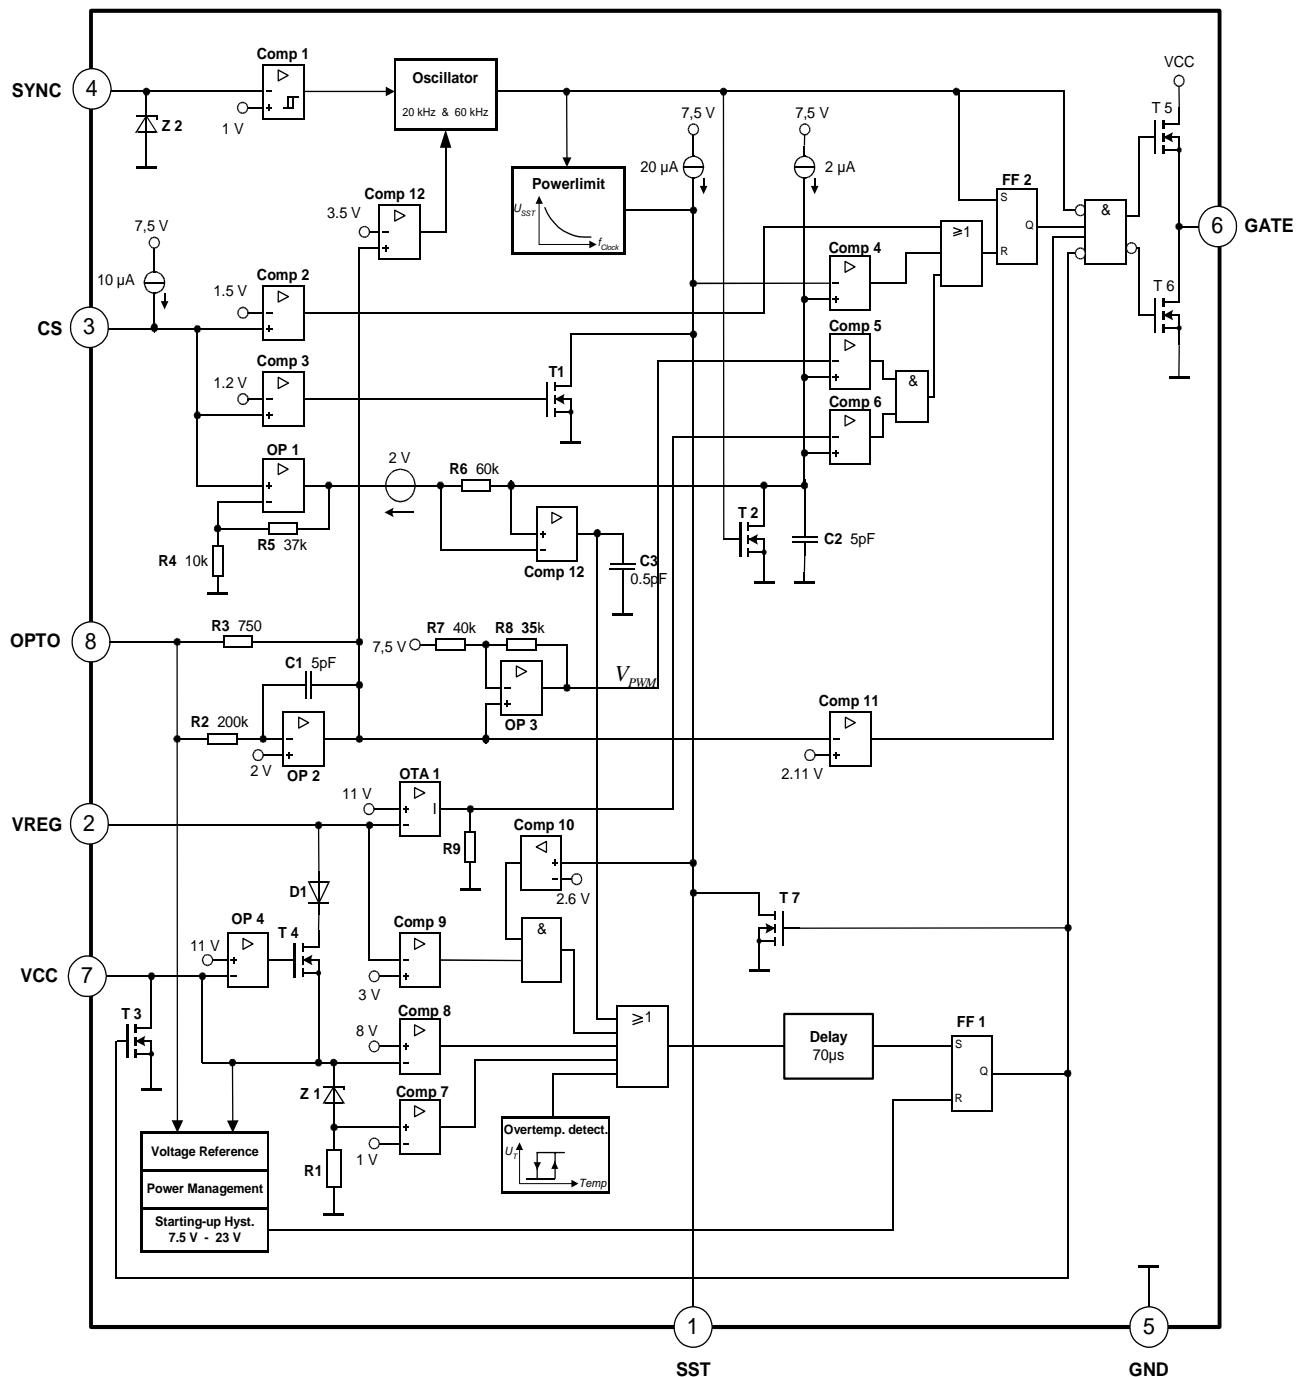 Comp 1
SYNC
4
1 V
Z 2
Oscillator
20 kHz & 60 kHz
7,5 V
20 µA
7,5 V
2 µA
VCC
T 5
Powerlimit
U_SST
f_Clock
Comp 12
3.5 V
FF 2
S
Q
R
&
6
GATE
≥1
7,5 V
10 µA
Comp 2
1.5 V
Comp 4
T 6
CS
3
Comp 3
1.2 V
T1
Comp 5
&
Comp 6
OP 1
2 V
R6 60k
R5 37k
R4 10k
Comp 12
C3
0.5pF
T 2
C2 5pF
OPTO
8
R3 750
C1 5pF
R7 40k
R8 35k
7,5 V
V_PWM
OP 3
R2 200k
2 V
OP 2
Comp 11
2.11 V
OTA 1
11 V
I
VREG
2
R9
Comp 10
2.6 V
D1
T 7
OP 4
11 V
T 4
Comp 9
3 V
&
VCC
7
T 3
Comp 8
8 V
≥1
Delay
70µs
FF 1
S
Q
R
Z 1
Comp 7
1 V
R1
Overtemp. detect.
U_T
Temp
Voltage Reference
Power Management
Starting-up Hyst.
7.5 V - 23 V
1
SST
5
GND